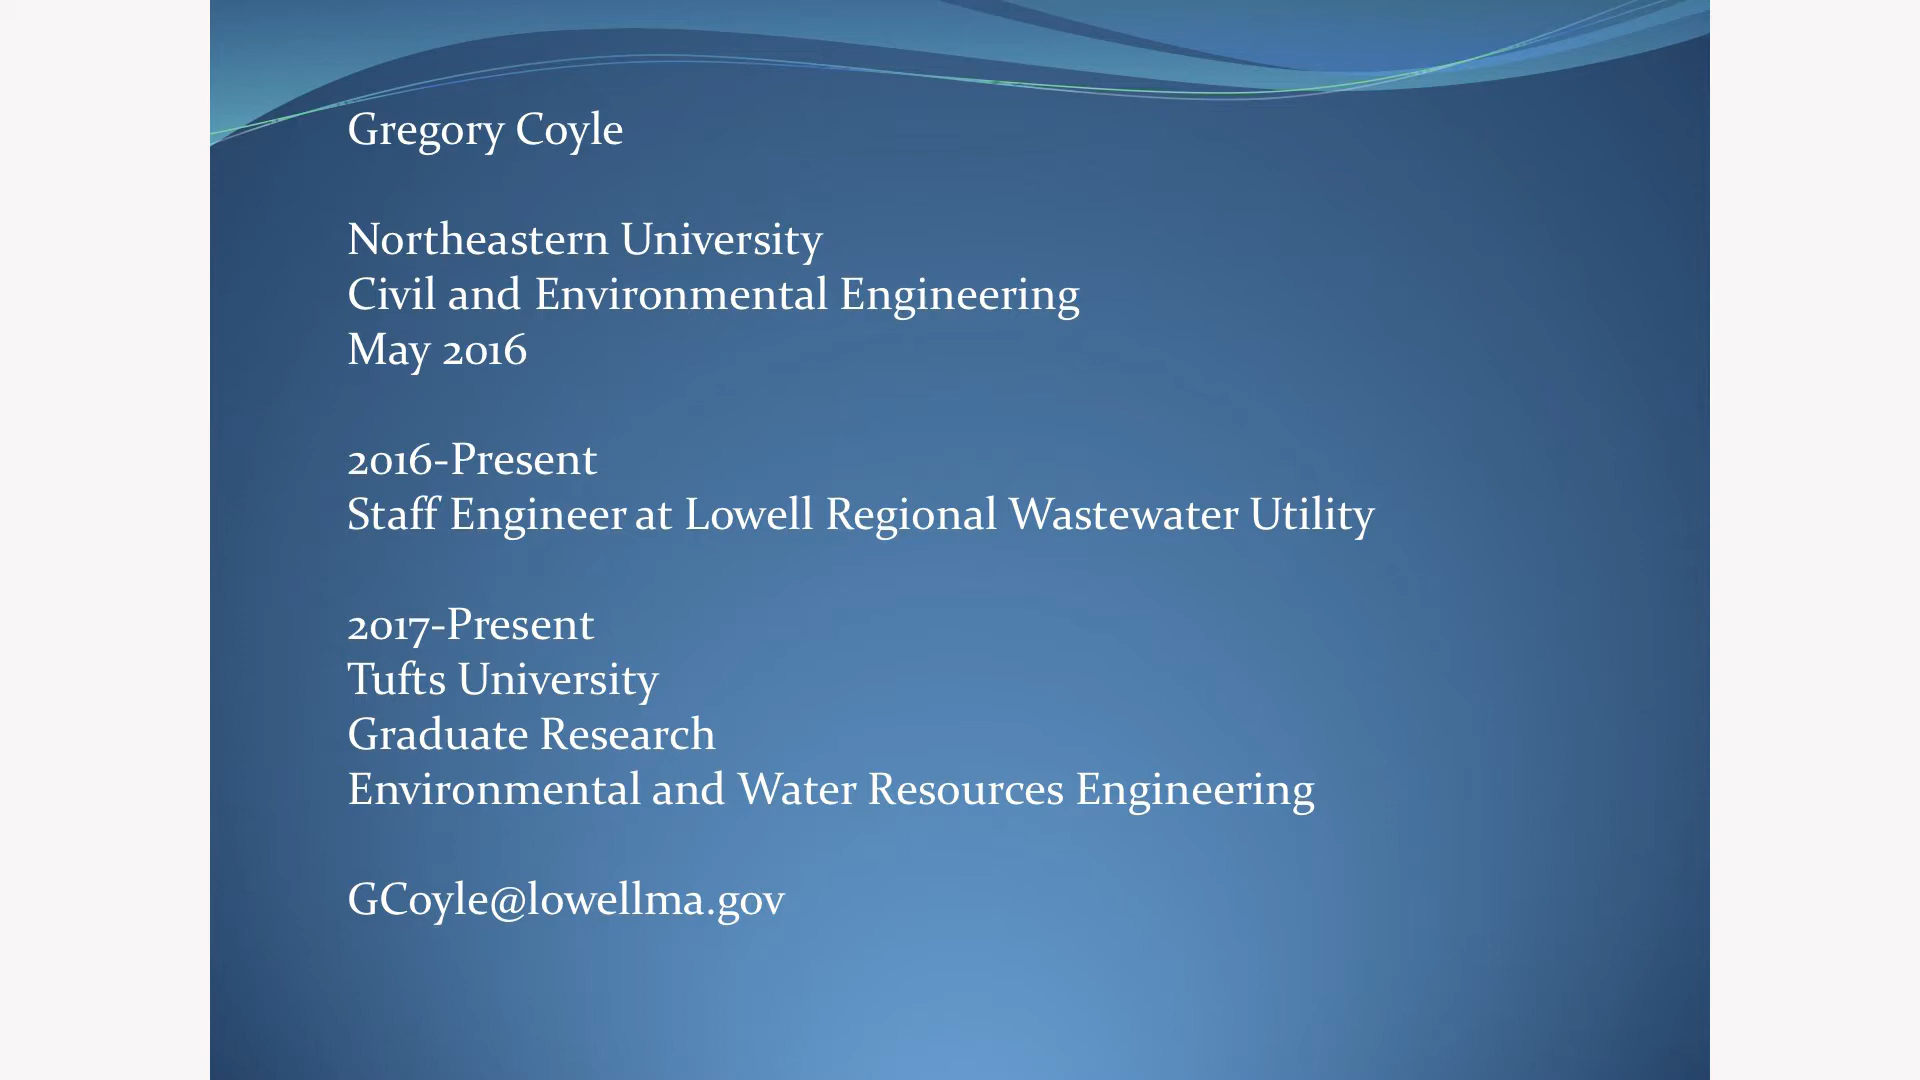 Gregory Coyle
Northeastern University
Civil and Environmental Engineering
May 2016
2016-Present
Staff Engineer at Lowell Regional Wastewater Utility
2017-Present
Tufts University
Graduate Research
Environmental and Water Resources Engineering
GCoyle@lowellma.gov